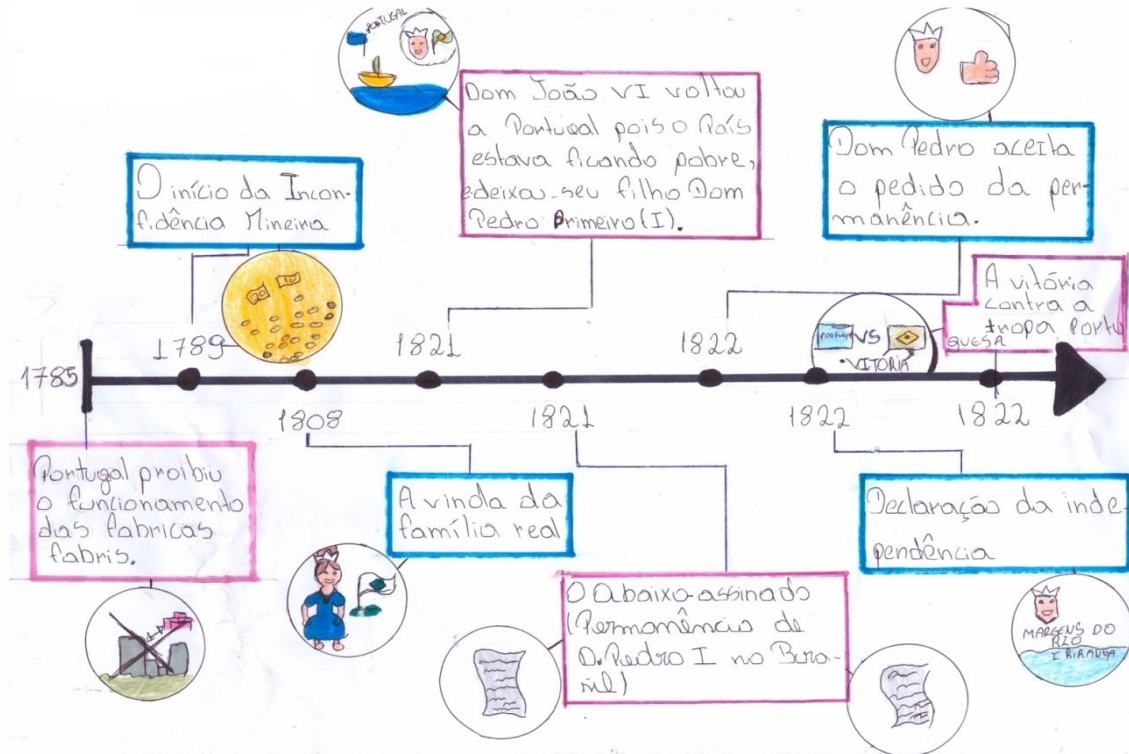 PORTUGAL
Dom João VI voltou
a Portugal pois o País
estava ficando pobre,
e deixou seu filho Dom
Pedro Primeiro (I).
Dom Pedro aceita
o pedido da per-
manência.
O início da Incon-
fidência Mineira
20 10
A vitória
contra a
tropa Portu
guesa
Portugal VS
VITÓRIA
1785
1789
1821
1822
1808
1821
1822
1822
Portugal proibiu
o funcionamento
das fabricas
fabris.
A vinda da
família real
Declaração da inde-
pendência
O abaixo-assinado
(Permanência de
D. Pedro I no Bra-
sil)
MARGENS DO
RIO
IPIRANGA